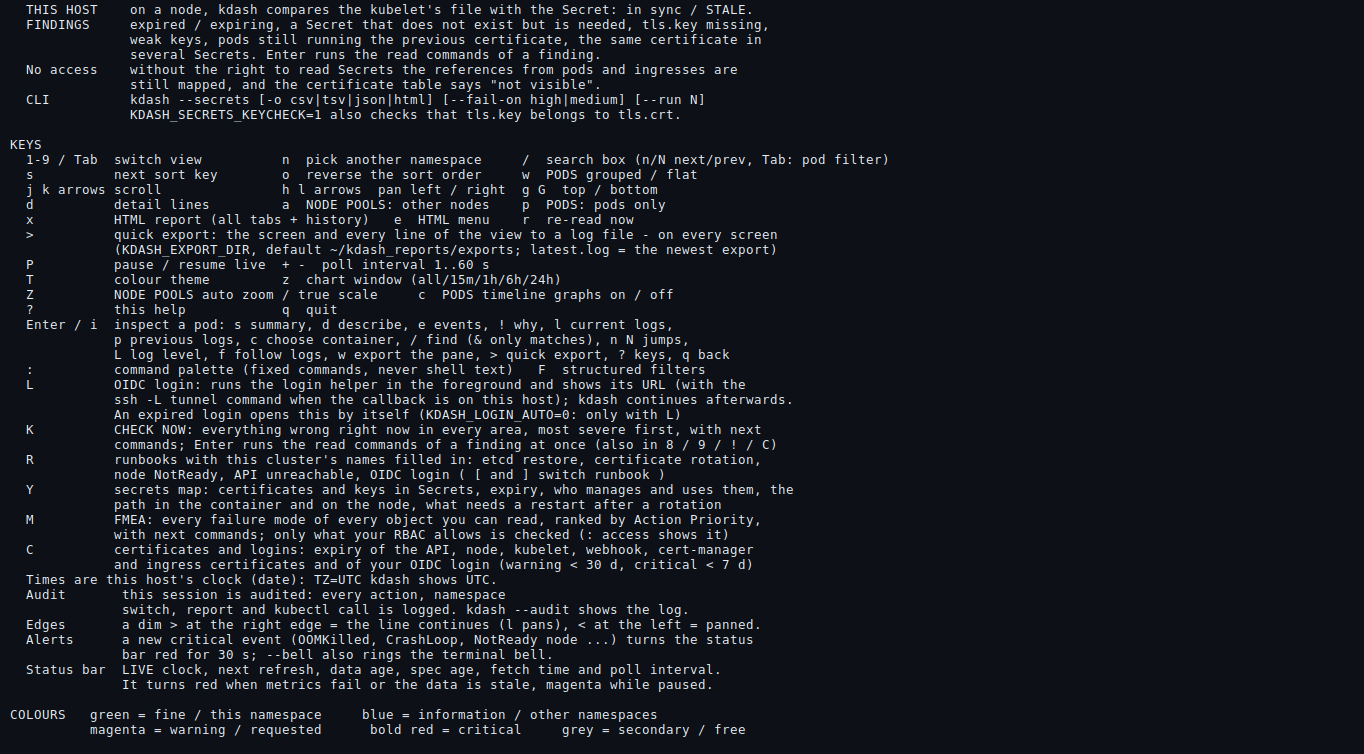 THIS HOST    on a node, kdash compares the kubelet's file with the Secret: in sync / STALE.
FINDINGS     expired / expiring, a Secret that does not exist but is needed, tls.key missing,
weak keys, pods still running the previous certificate, the same certificate in
several Secrets. Enter runs the read commands of a finding.
No access    without the right to read Secrets the references from pods and ingresses are
still mapped, and the certificate table says "not visible".
CLI          kdash --secrets [-o csv|tsv|json|html] [--fail-on high|medium] [--run N]
KDASH_SECRETS_KEYCHECK=1 also checks that tls.key belongs to tls.crt.
KEYS
1-9 / Tab  switch view          n  pick another namespace     /  search box (n/N next/prev, Tab: pod filter)
s          next sort key        o  reverse the sort order     w  PODS grouped / flat
j k arrows scroll               h l arrows  pan left / right  g G  top / bottom
d          detail lines         a  NODE POOLS: other nodes    p  PODS: pods only
x          HTML report (all tabs + history)   e  HTML menu    r  re-read now
>          quick export: the screen and every line of the view to a log file - on every screen
(KDASH_EXPORT_DIR, default ~/kdash_reports/exports; latest.log = the newest export)
P          pause / resume live  + -  poll interval 1..60 s
T          colour theme         z  chart window (all/15m/1h/6h/24h)
Z          NODE POOLS auto zoom / true scale     c  PODS timeline graphs on / off
?          this help            q  quit
Enter / i  inspect a pod: s summary, d describe, e events, ! why, l current logs,
p previous logs, c choose container, / find (& only matches), n N jumps,
L log level, f follow logs, w export the pane, > quick export, ? keys, q back
:          command palette (fixed commands, never shell text)   F  structured filters
L          OIDC login: runs the login helper in the foreground and shows its URL (with the
ssh -L tunnel command when the callback is on this host); kdash continues afterwards.
An expired login opens this by itself (KDASH_LOGIN_AUTO=0: only with L)
K          CHECK NOW: everything wrong right now in every area, most severe first, with next
commands; Enter runs the read commands of a finding at once (also in 8 / 9 / ! / C)
R          runbooks with this cluster's names filled in: etcd restore, certificate rotation,
node NotReady, API unreachable, OIDC login ( [ and ] switch runbook )
Y          secrets map: certificates and keys in Secrets, expiry, who manages and uses them, the
path in the container and on the node, what needs a restart after a rotation
M          FMEA: every failure mode of every object you can read, ranked by Action Priority,
with next commands; only what your RBAC allows is checked (: access shows it)
C          certificates and logins: expiry of the API, node, kubelet, webhook, cert-manager
and ingress certificates and of your OIDC login (warning < 30 d, critical < 7 d)
Times are this host's clock (date): TZ=UTC kdash shows UTC.
Audit       this session is audited: every action, namespace
switch, report and kubectl call is logged. kdash --audit shows the log.
Edges       a dim > at the right edge = the line continues (l pans), < at the left = panned.
Alerts      a new critical event (OOMKilled, CrashLoop, NotReady node ...) turns the status
bar red for 30 s; --bell also rings the terminal bell.
Status bar  LIVE clock, next refresh, data age, spec age, fetch time and poll interval.
It turns red when metrics fail or the data is stale, magenta while paused.
COLOURS   green = fine / this namespace     blue = information / other namespaces
magenta = warning / requested      bold red = critical     grey = secondary / free